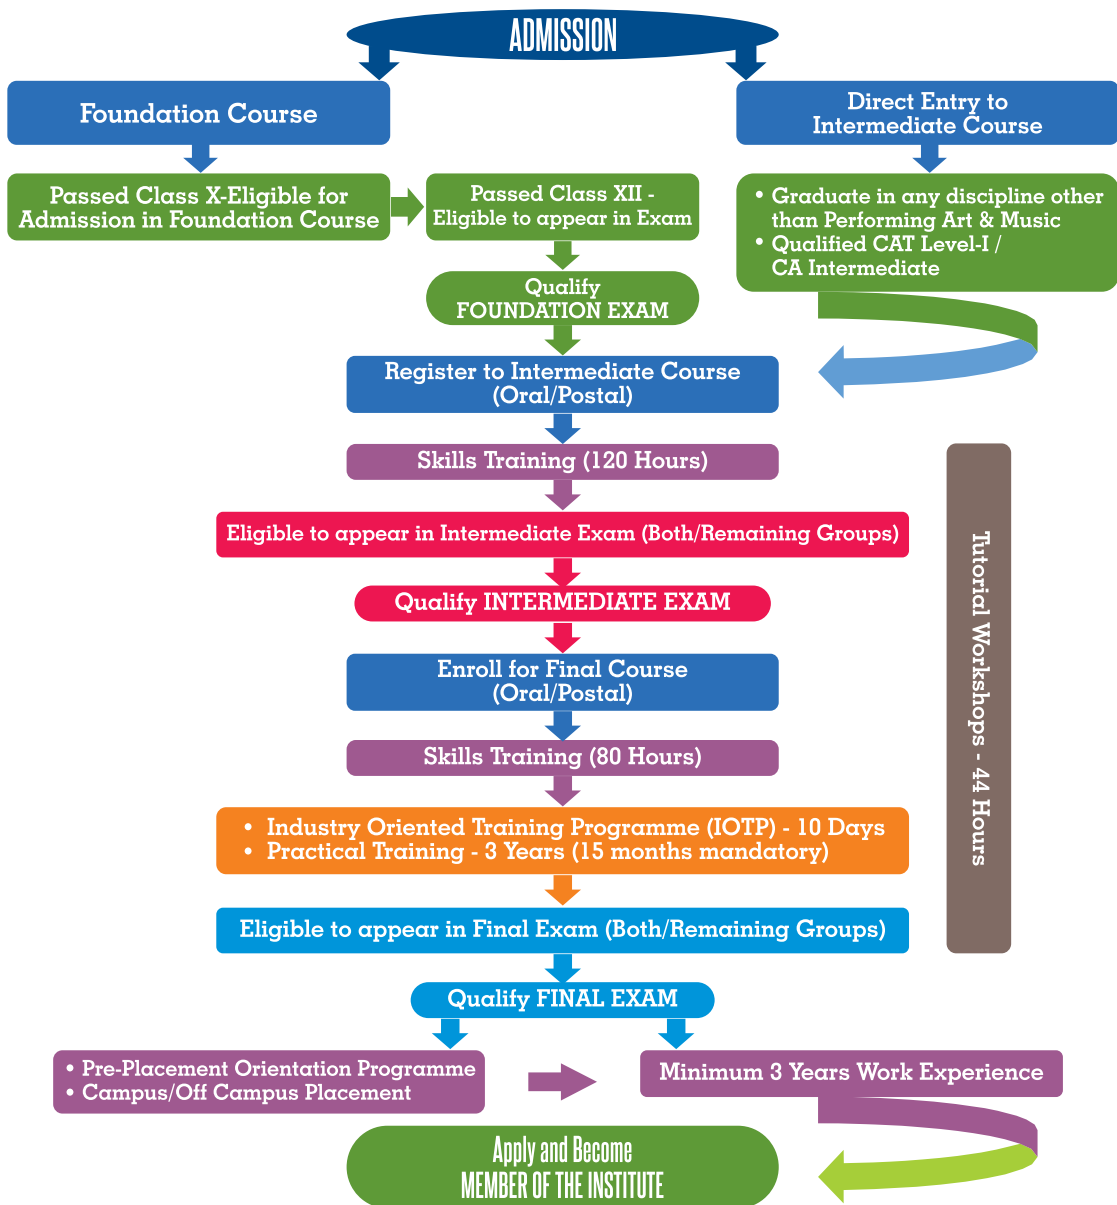 ADMISSION
Foundation Course
Direct Entry to
Intermediate Course
Passed Class X-Eligible for
Admission in Foundation Course
Passed Class XII -
Eligible to appear in Exam
• Graduate in any discipline other
than Performing Art & Music
• Qualified CAT Level-I /
CA Intermediate
Qualify
FOUNDATION EXAM
Register to Intermediate Course
(Oral/Postal)
Skills Training (120 Hours)
Eligible to appear in Intermediate Exam (Both/Remaining Groups)
Qualify INTERMEDIATE EXAM
Enroll for Final Course
(Oral/Postal)
Skills Training (80 Hours)
• Industry Oriented Training Programme (IOTP) - 10 Days
• Practical Training - 3 Years (15 months mandatory)
Eligible to appear in Final Exam (Both/Remaining Groups)
Tutorial Workshops - 44 Hours
Qualify FINAL EXAM
• Pre-Placement Orientation Programme
• Campus/Off Campus Placement
Minimum 3 Years Work Experience
Apply and Become
MEMBER OF THE INSTITUTE